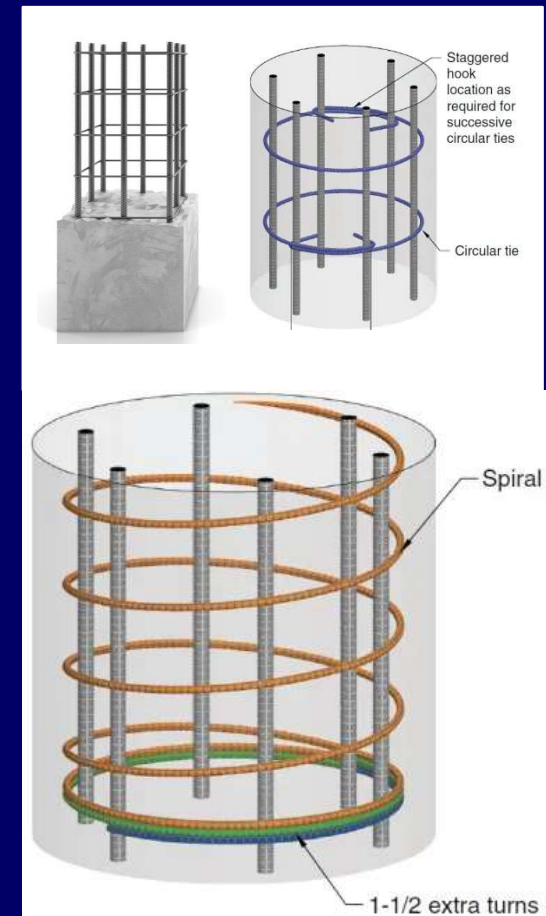 Staggered
hook
location as
required for
successive
circular ties
Circular tie
Spiral
1-1/2 extra turns